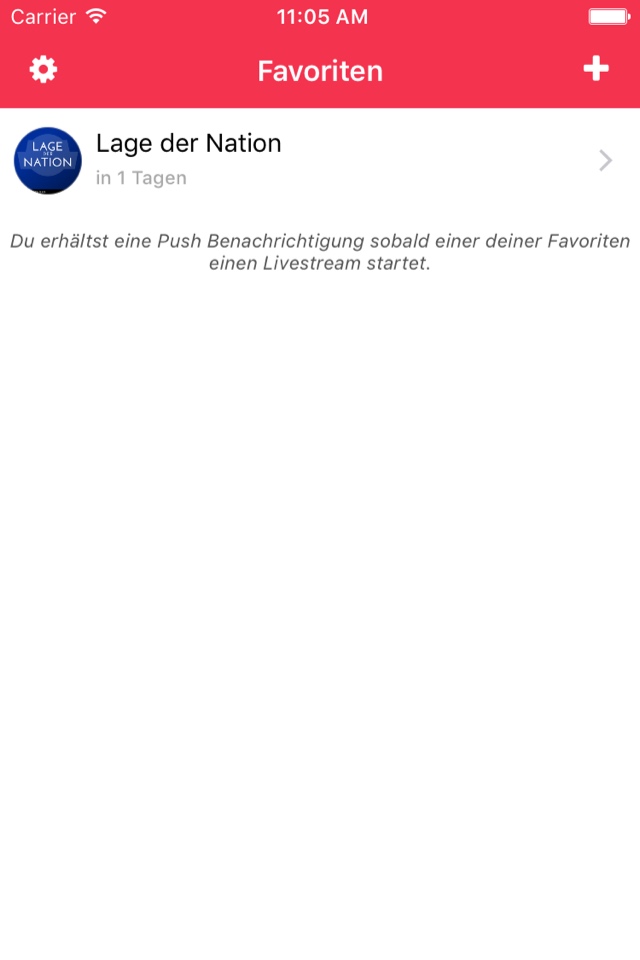 Carrier 11:05 AM
Favoriten
LAGE
DER
NATION
Lage der Nation
in 1 Tagen
Du erhältst eine Push Benachrichtigung sobald einer deiner Favoriten
einen Livestream startet.